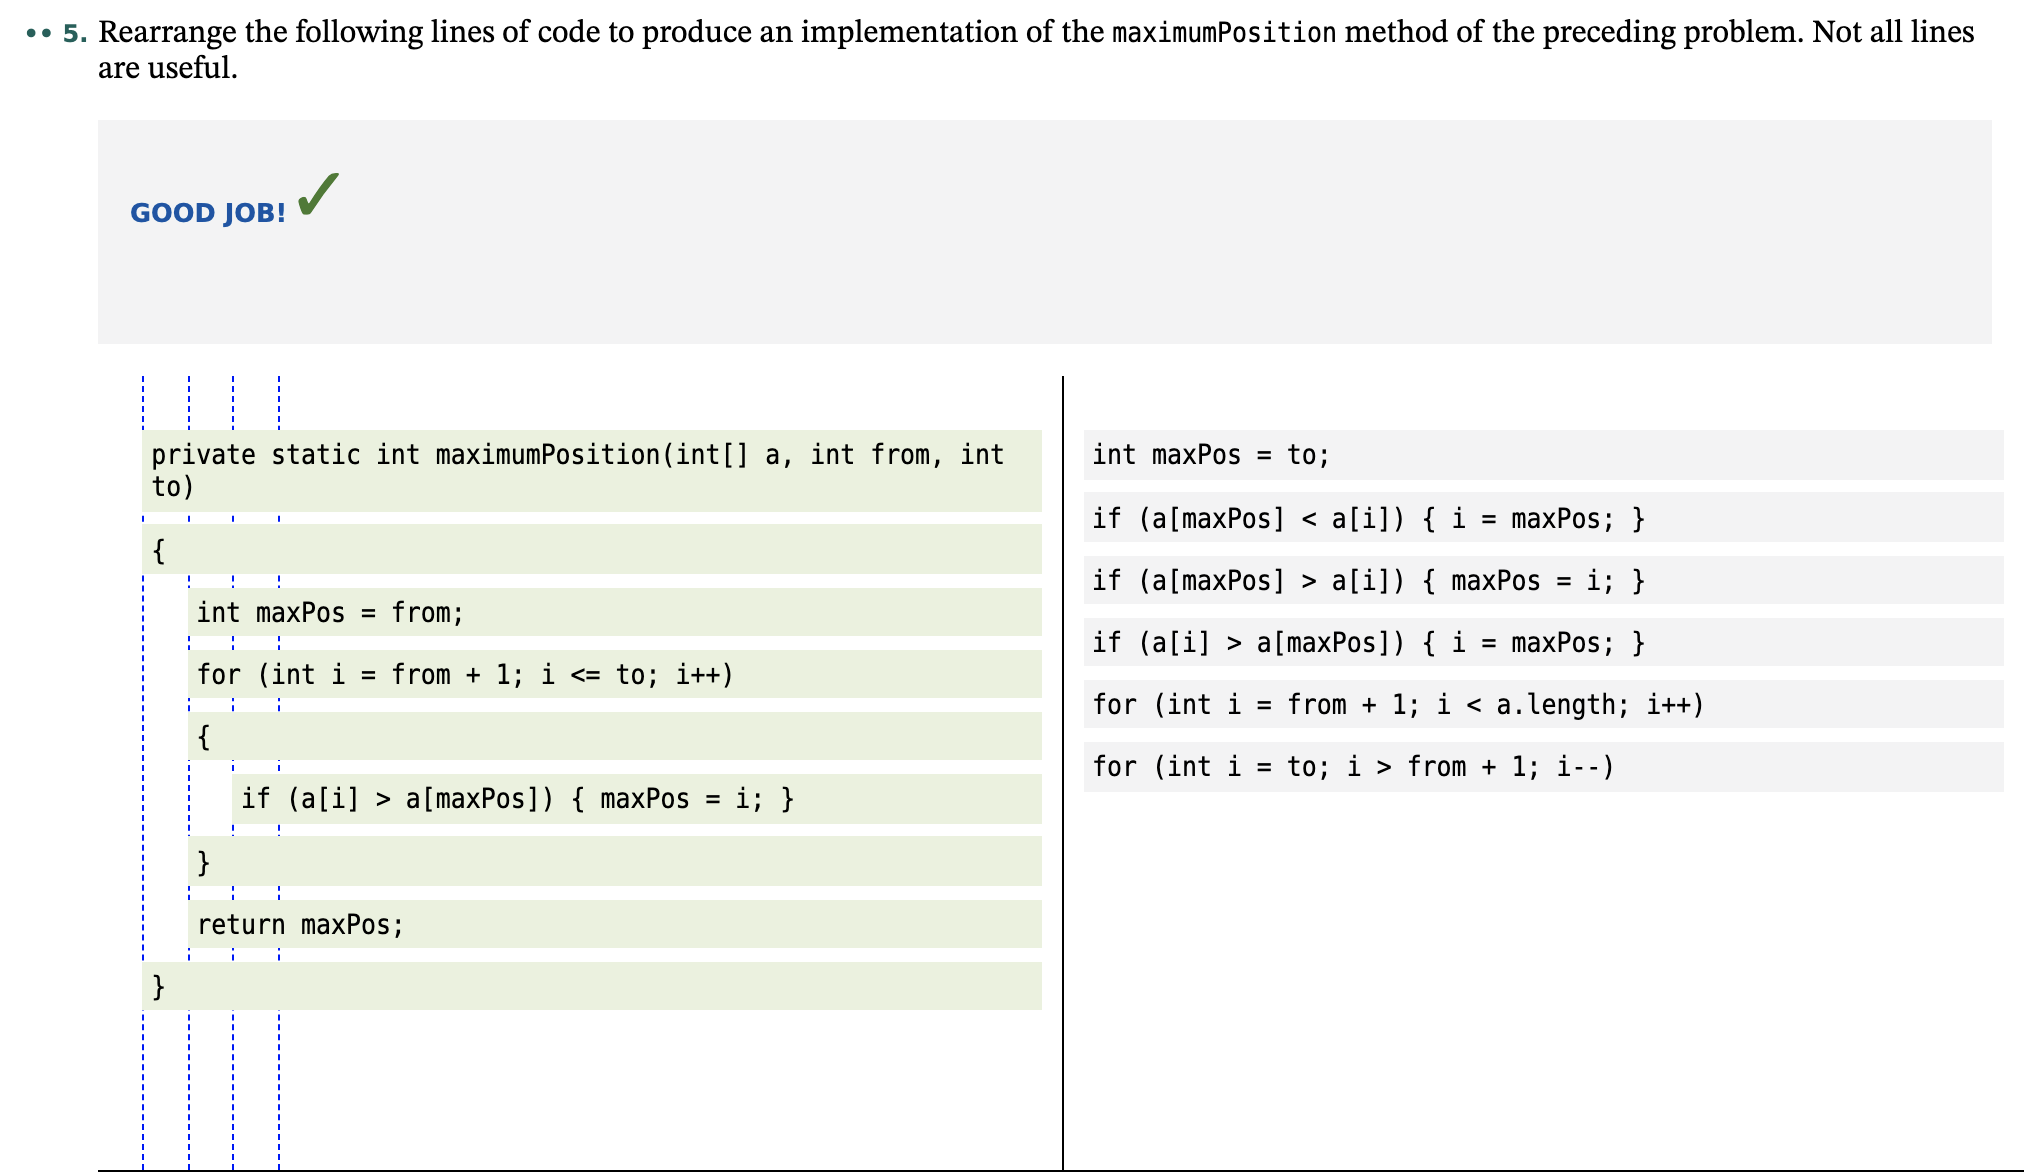 •• 5. Rearrange the following lines of code to produce an implementation of the maximumPosition method of the preceding problem. Not all lines
are useful.
GOOD JOB! ✓
private static int maximumPosition(int[] a, int from, int
to)
{
int maxPos = from;
for (int i = from + 1; i <= to; i++)
{
if (a[i] > a[maxPos]) { maxPos = i; }
}
return maxPos;
}
int maxPos = to;
if (a[maxPos] < a[i]) { i = maxPos; }
if (a[maxPos] > a[i]) { maxPos = i; }
if (a[i] > a[maxPos]) { i = maxPos; }
for (int i = from + 1; i < a.length; i++)
for (int i = to; i > from + 1; i--)